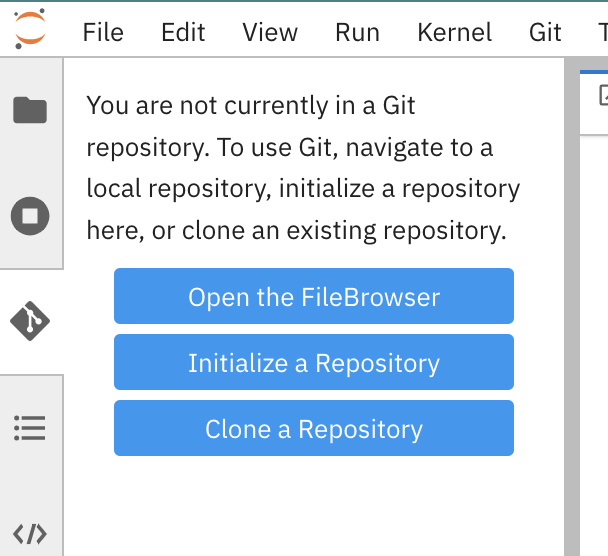 File Edit View Run Kernel Git T
You are not currently in a Git
repository. To use Git, navigate to a
local repository, initialize a repository
here, or clone an existing repository.
Open the FileBrowser
Initialize a Repository
Clone a Repository